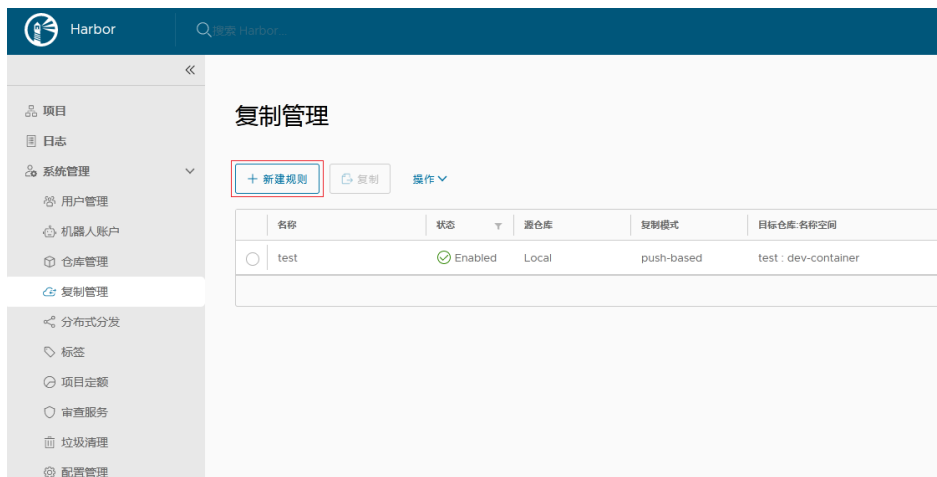 Harbor
搜索 Harbor...
项目
日志
系统管理
用户管理
机器人账户
仓库管理
复制管理
分布式分发
标签
项目定额
审查服务
垃圾清理
配置管理
复制管理
新建规则 复制 操作
名称 状态 源仓库 复制模式 目标仓库:名称空间
test Enabled Local push-based test : dev-container